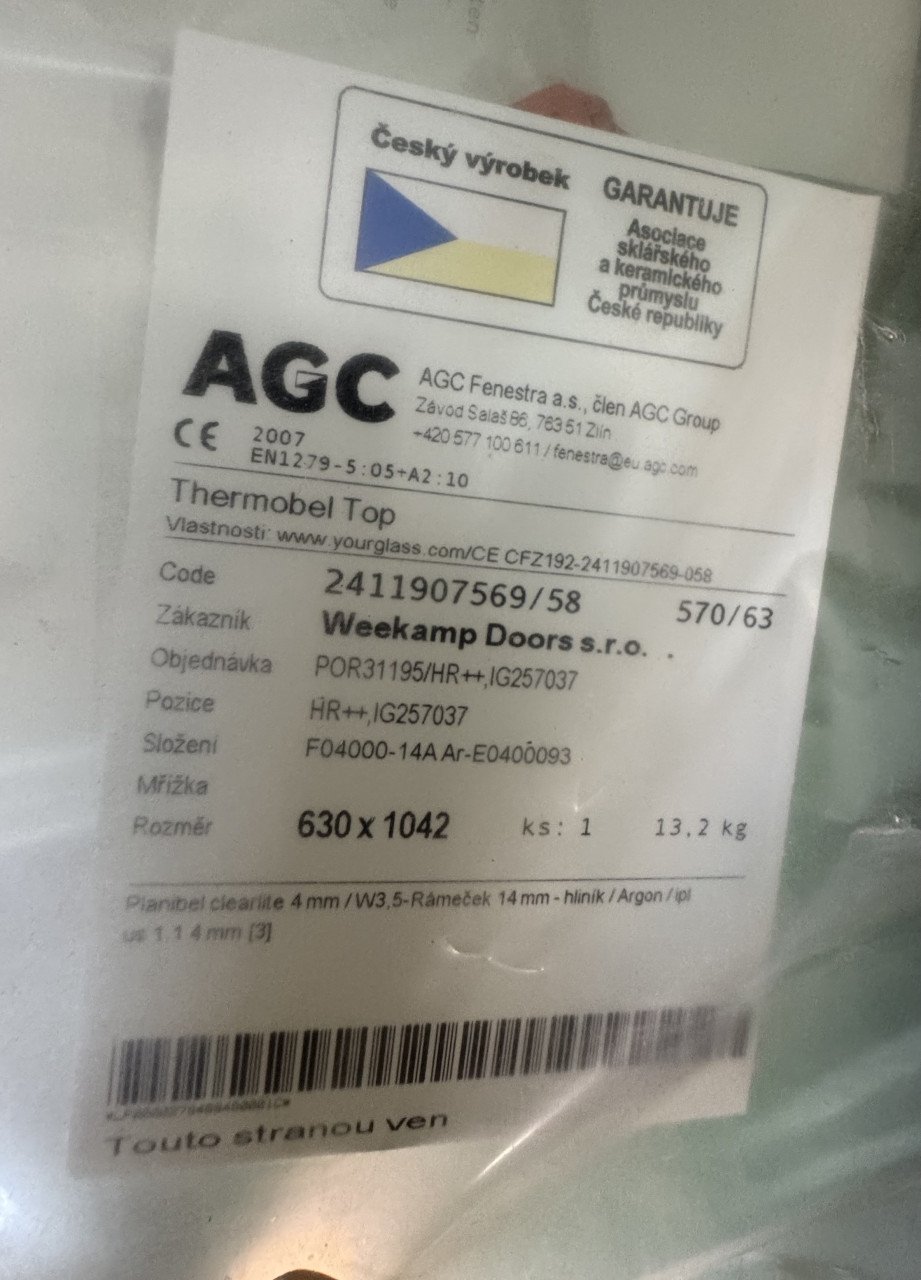 Český výrobek
GARANTUJE
Asociace
sklářského
a keramického
průmyslu
České republiky
AGC
AGC Fenestra a.s., člen AGC Group
Závod Salaš 86, 763 51 Zlín
+420 577 100 611 / fenestra@eu.agc.com
CE 2007
EN1279-5:05+A2:10
Thermobel Top
Vlastnosti: www.yourglass.com/CE CFZ192-2411907569-058
Code 2411907569/58 570/63
Zákazník Weekamp Doors s.r.o. .
Objednávka POR31195/HR++,IG257037
Pozice HR++,IG257037
Složení F04000-14A Ar-E0400093
Mřížka
Rozměr 630 x 1042 ks: 1 13,2 kg
Planibel clearlite 4 mm / W3,5- Rámeček 14 mm - hliník / Argon / ipl
us 1.1 4 mm [3]
Touto stranou ven